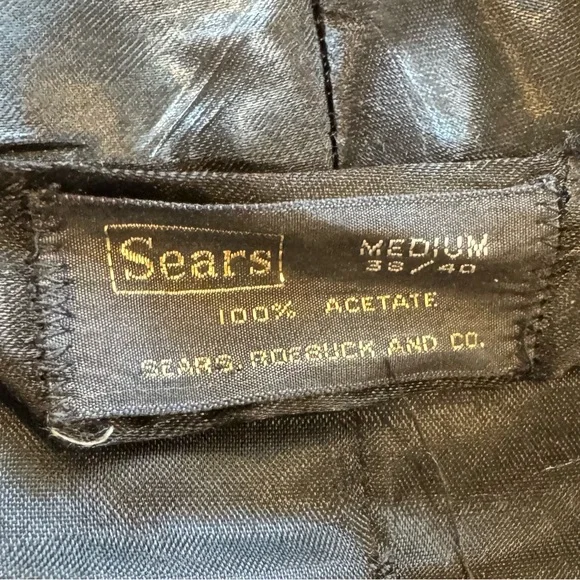 Sears
MEDIUM
38/40
100% ACETATE
SEARS, ROEBUCK AND CO.